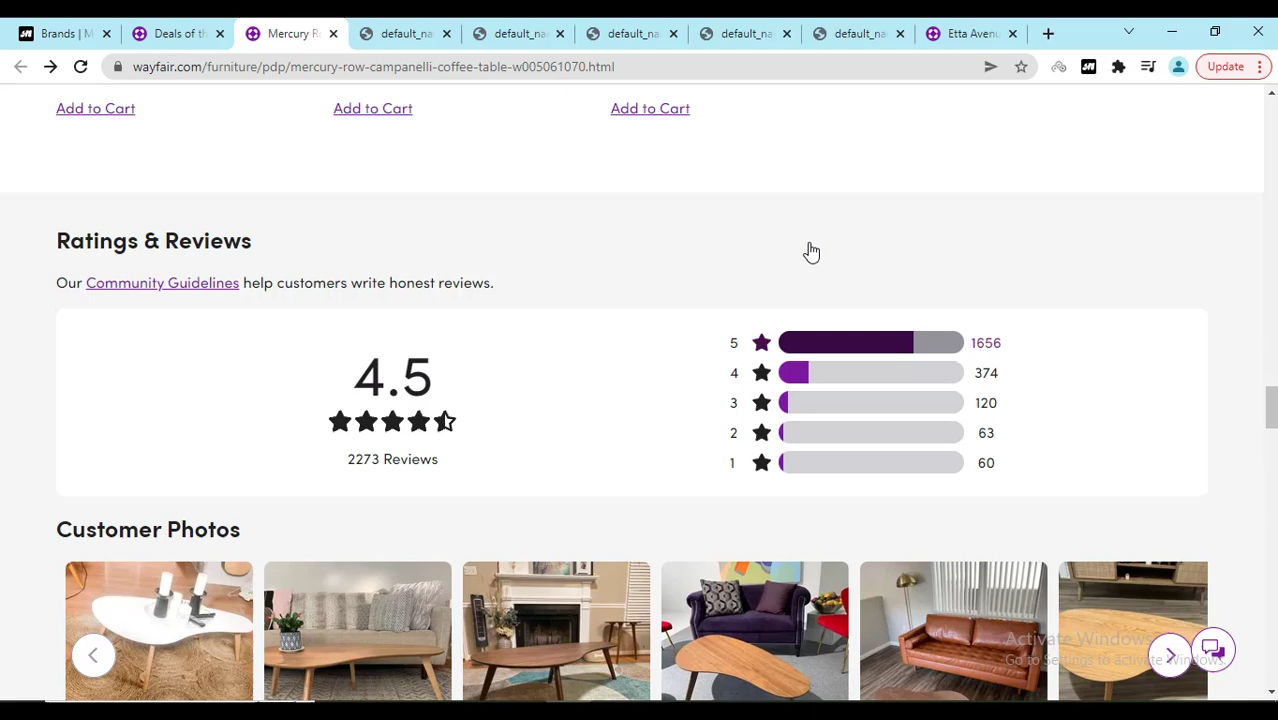 Brands | M
Deals of th
Mercury Ro
default_na
default_na
default_na
default_na
default_na
Etta Avenu
wayfair.com/furniture/pdp/mercury-row-campanelli-coffee-table-w005061070.html
Update
Add to Cart
Add to Cart
Add to Cart
Ratings & Reviews
Our Community Guidelines help customers write honest reviews.
4.5
2273 Reviews
5 1656
4 374
3 120
2 63
1 60
Customer Photos
Activate Windows
Go to Settings to activate Windows.